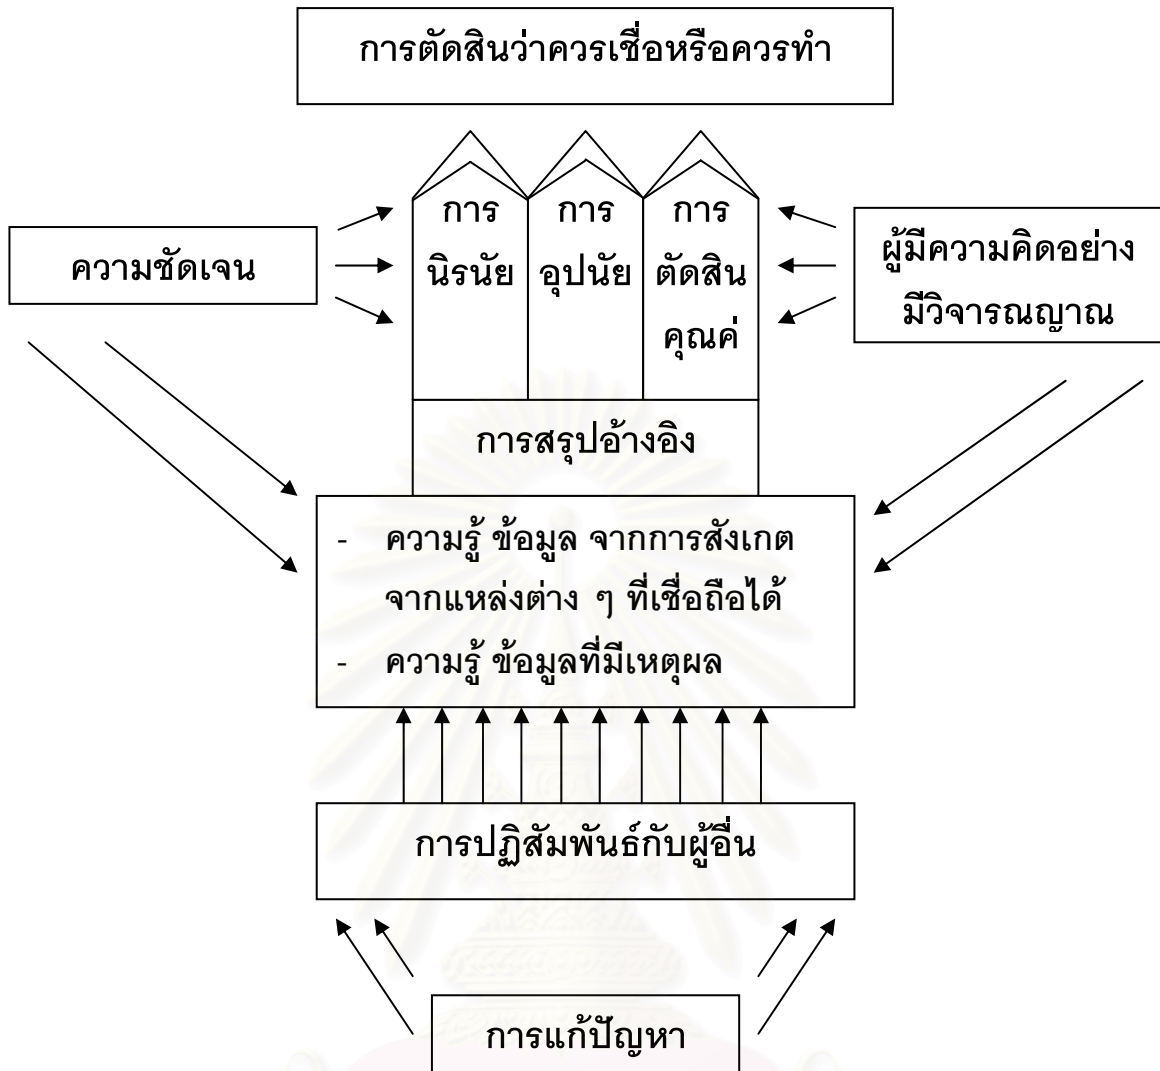 การตัดสินว่าควรเชื่อหรือควรทำ
การ
นิรนัย
การ
อุปนัย
การ
ตัดสิน
คุณค่
ความชัดเจน
ผู้มีความคิดอย่าง
มีวิจารณญาณ
การสรุปอ้างอิง
- ความรู้ ข้อมูล จากการสังเกต
จากแหล่งต่าง ๆ ที่เชื่อถือได้
- ความรู้ ข้อมูลที่มีเหตุผล
การปฏิสัมพันธ์กับผู้อื่น
การแก้ปัญหา